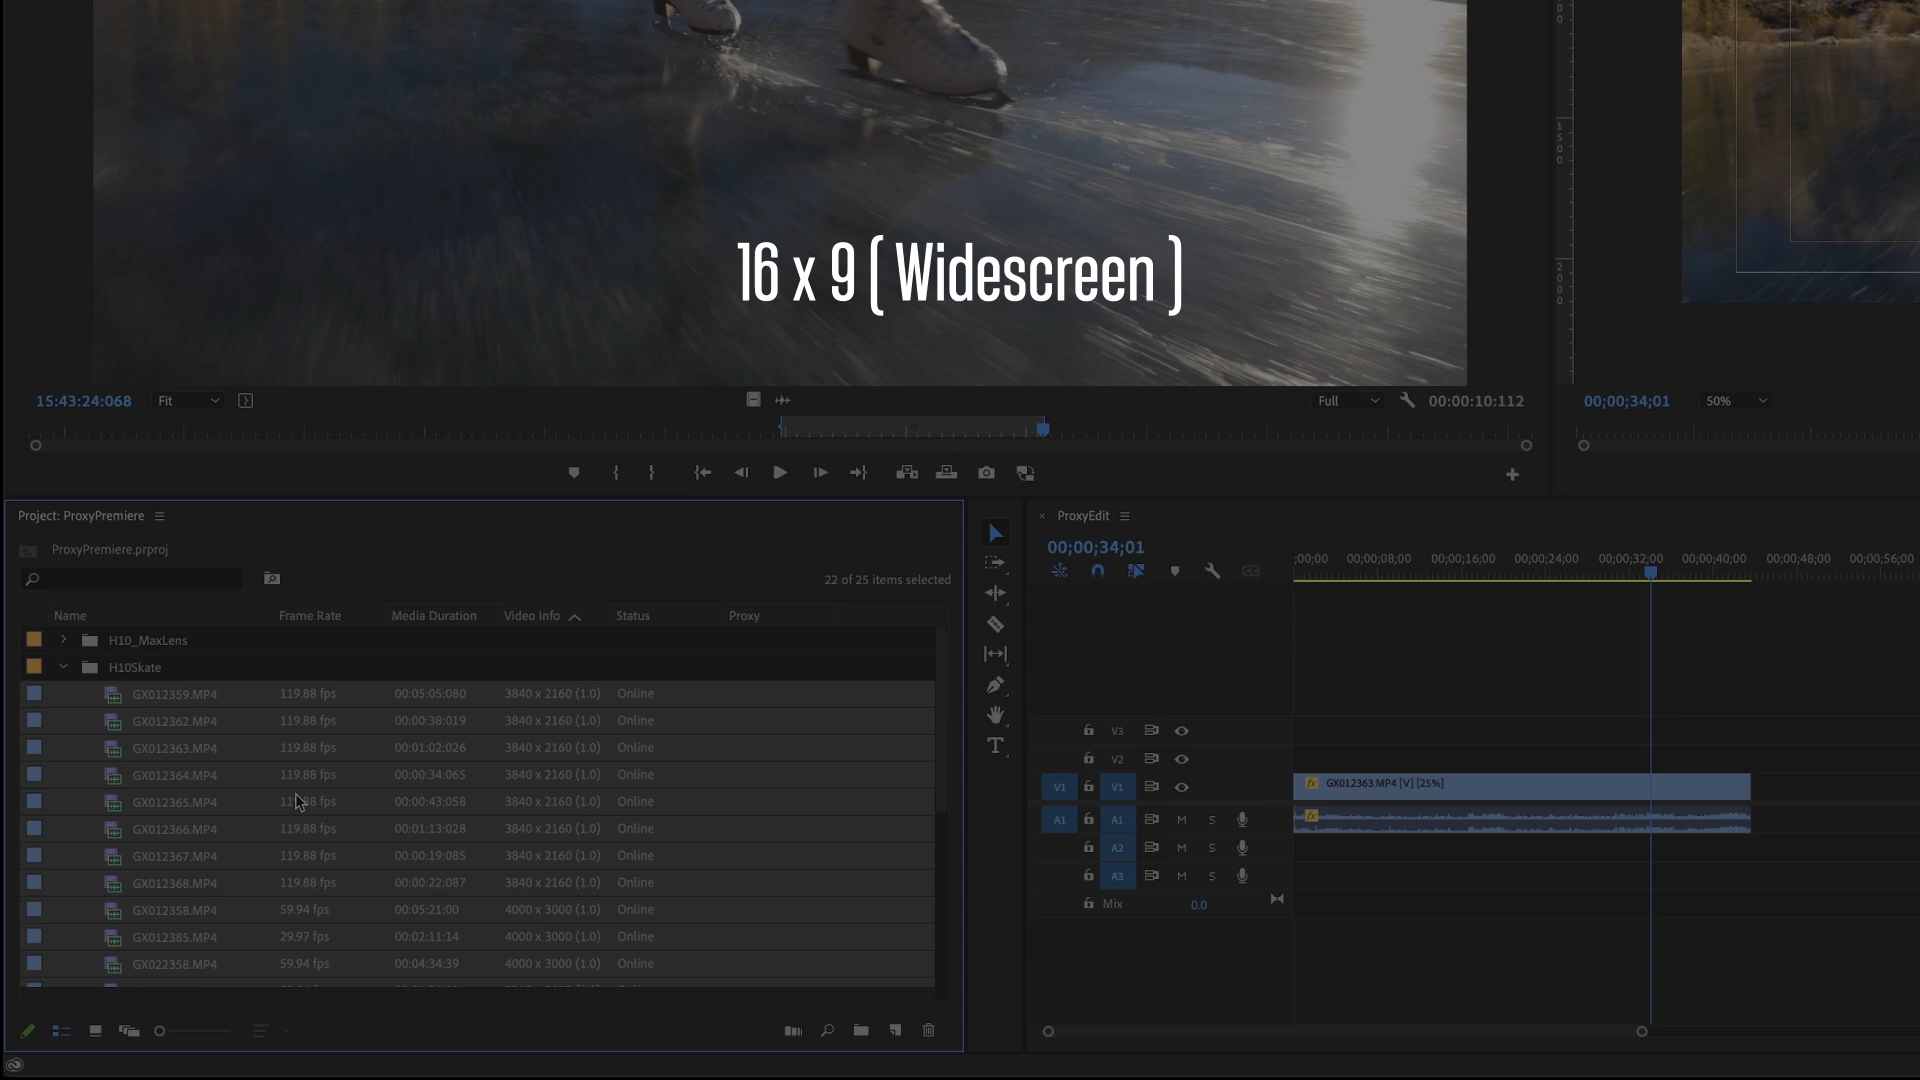 16 x 9 ( Widescreen )
15:43:24:068
Fit
Full
00:00:10:112
1500
2000
00;00;34;01
50%
Project: ProxyPremiere
ProxyPremiere.prproj
22 of 25 items selected
Name Frame Rate Media Duration Video Info Status Proxy
H10_MaxLens
H10Skate
GX012359.MP4 119.88 fps 00:05:05:080 3840 x 2160 (1.0) Online
GX012362.MP4 119.88 fps 00:00:38:019 3840 x 2160 (1.0) Online
GX012363.MP4 119.88 fps 00:01:02:026 3840 x 2160 (1.0) Online
GX012364.MP4 119.88 fps 00:00:34:065 3840 x 2160 (1.0) Online
GX012365.MP4 119.88 fps 00:00:43:058 3840 x 2160 (1.0) Online
GX012366.MP4 119.88 fps 00:01:13:028 3840 x 2160 (1.0) Online
GX012367.MP4 119.88 fps 00:00:19:085 3840 x 2160 (1.0) Online
GX012368.MP4 119.88 fps 00:00:22:087 3840 x 2160 (1.0) Online
GX012358.MP4 59.94 fps 00:05:21:00 4000 x 3000 (1.0) Online
GX012385.MP4 29.97 fps 00:02:11:14 4000 x 3000 (1.0) Online
GX022358.MP4 59.94 fps 00:04:34:39 4000 x 3000 (1.0) Online
ProxyEdit
00;00;34;01
;00;00 00;00;08;00 00;00;16;00 00;00;24;00 00;00;32;00 00;00;40;00 00;00;48;00 00;00;56;00
V3
V2
V1 V1 GX012363.MP4 [V] [25%]
A1 A1 M S
A2 M S
A3 M S
Mix 0.0